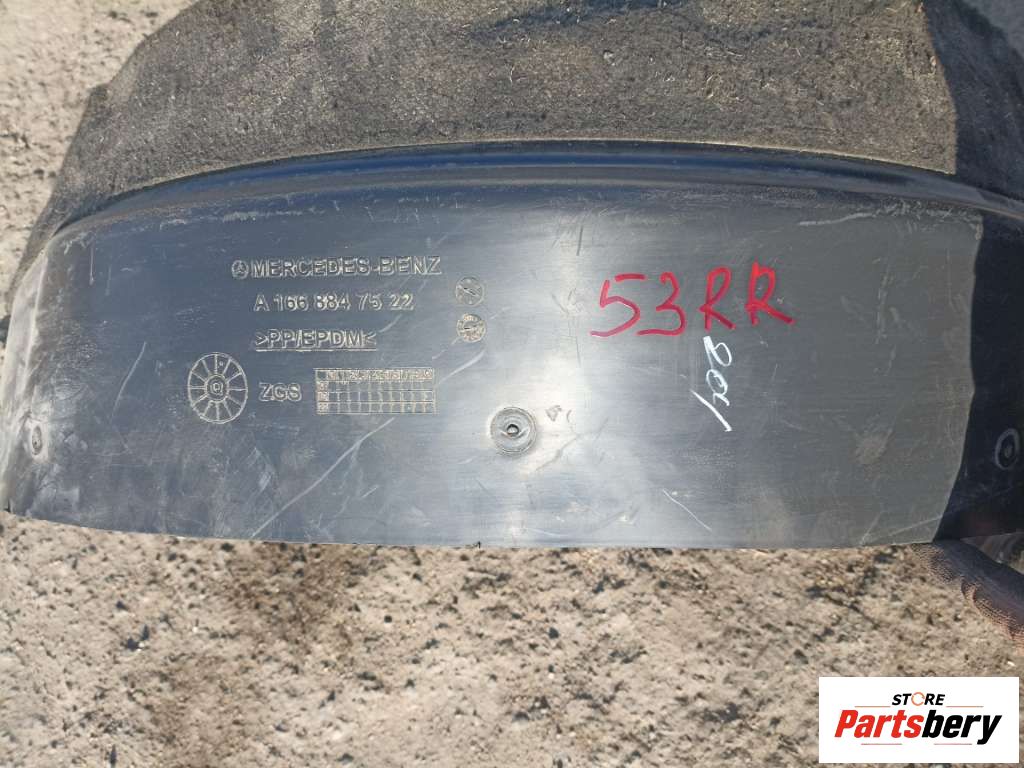 MERCEDES-BENZ
A 166 884 75 22
>PP/EPDM<
ZGS
53RR
STORE
Partsbery